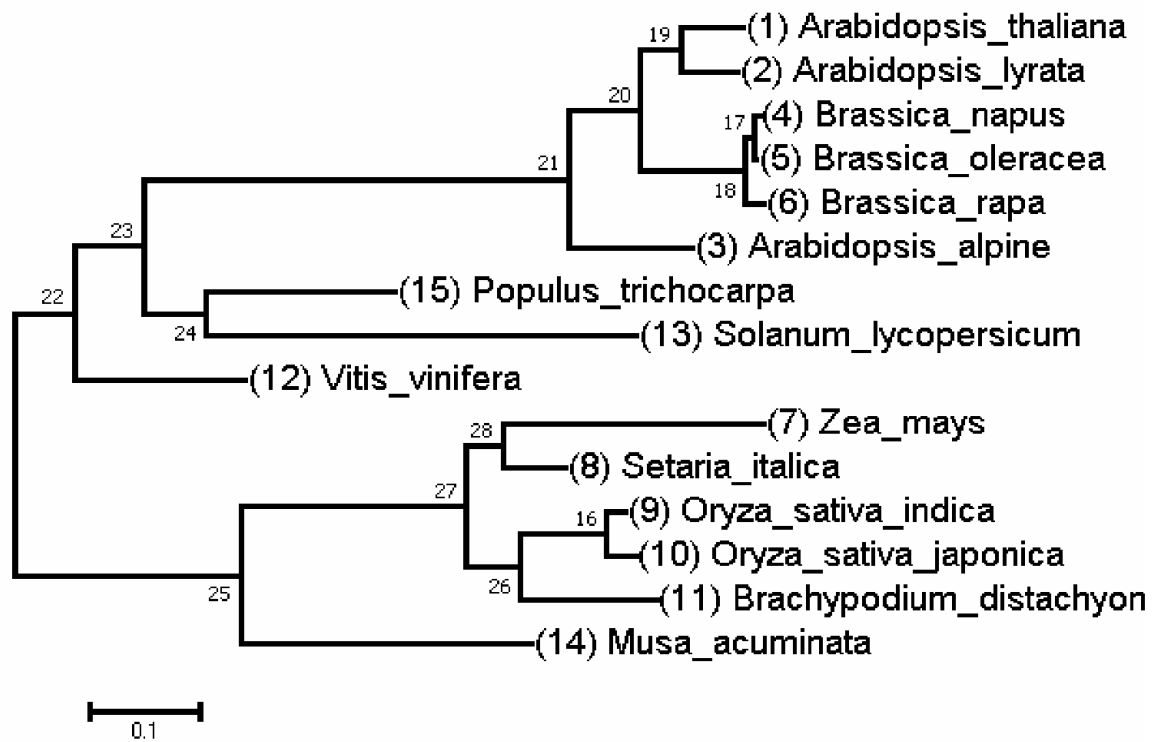 19 (1) Arabidopsis_thaliana
(2) Arabidopsis_lyrata
20
17 (4) Brassica_napus
21 (5) Brassica_oleracea
18 (6) Brassica_rapa
23 (3) Arabidopsis_alpine
22 (15) Populus_trichocarpa
24 (13) Solanum_lycopersicum
(12) Vitis_vinifera
28 (7) Zea_mays
(8) Setaria_italica
27
16 (9) Oryza_sativa_indica
(10) Oryza_sativa_japonica
26
25 (11) Brachypodium_distachyon
(14) Musa_acuminata
0.1